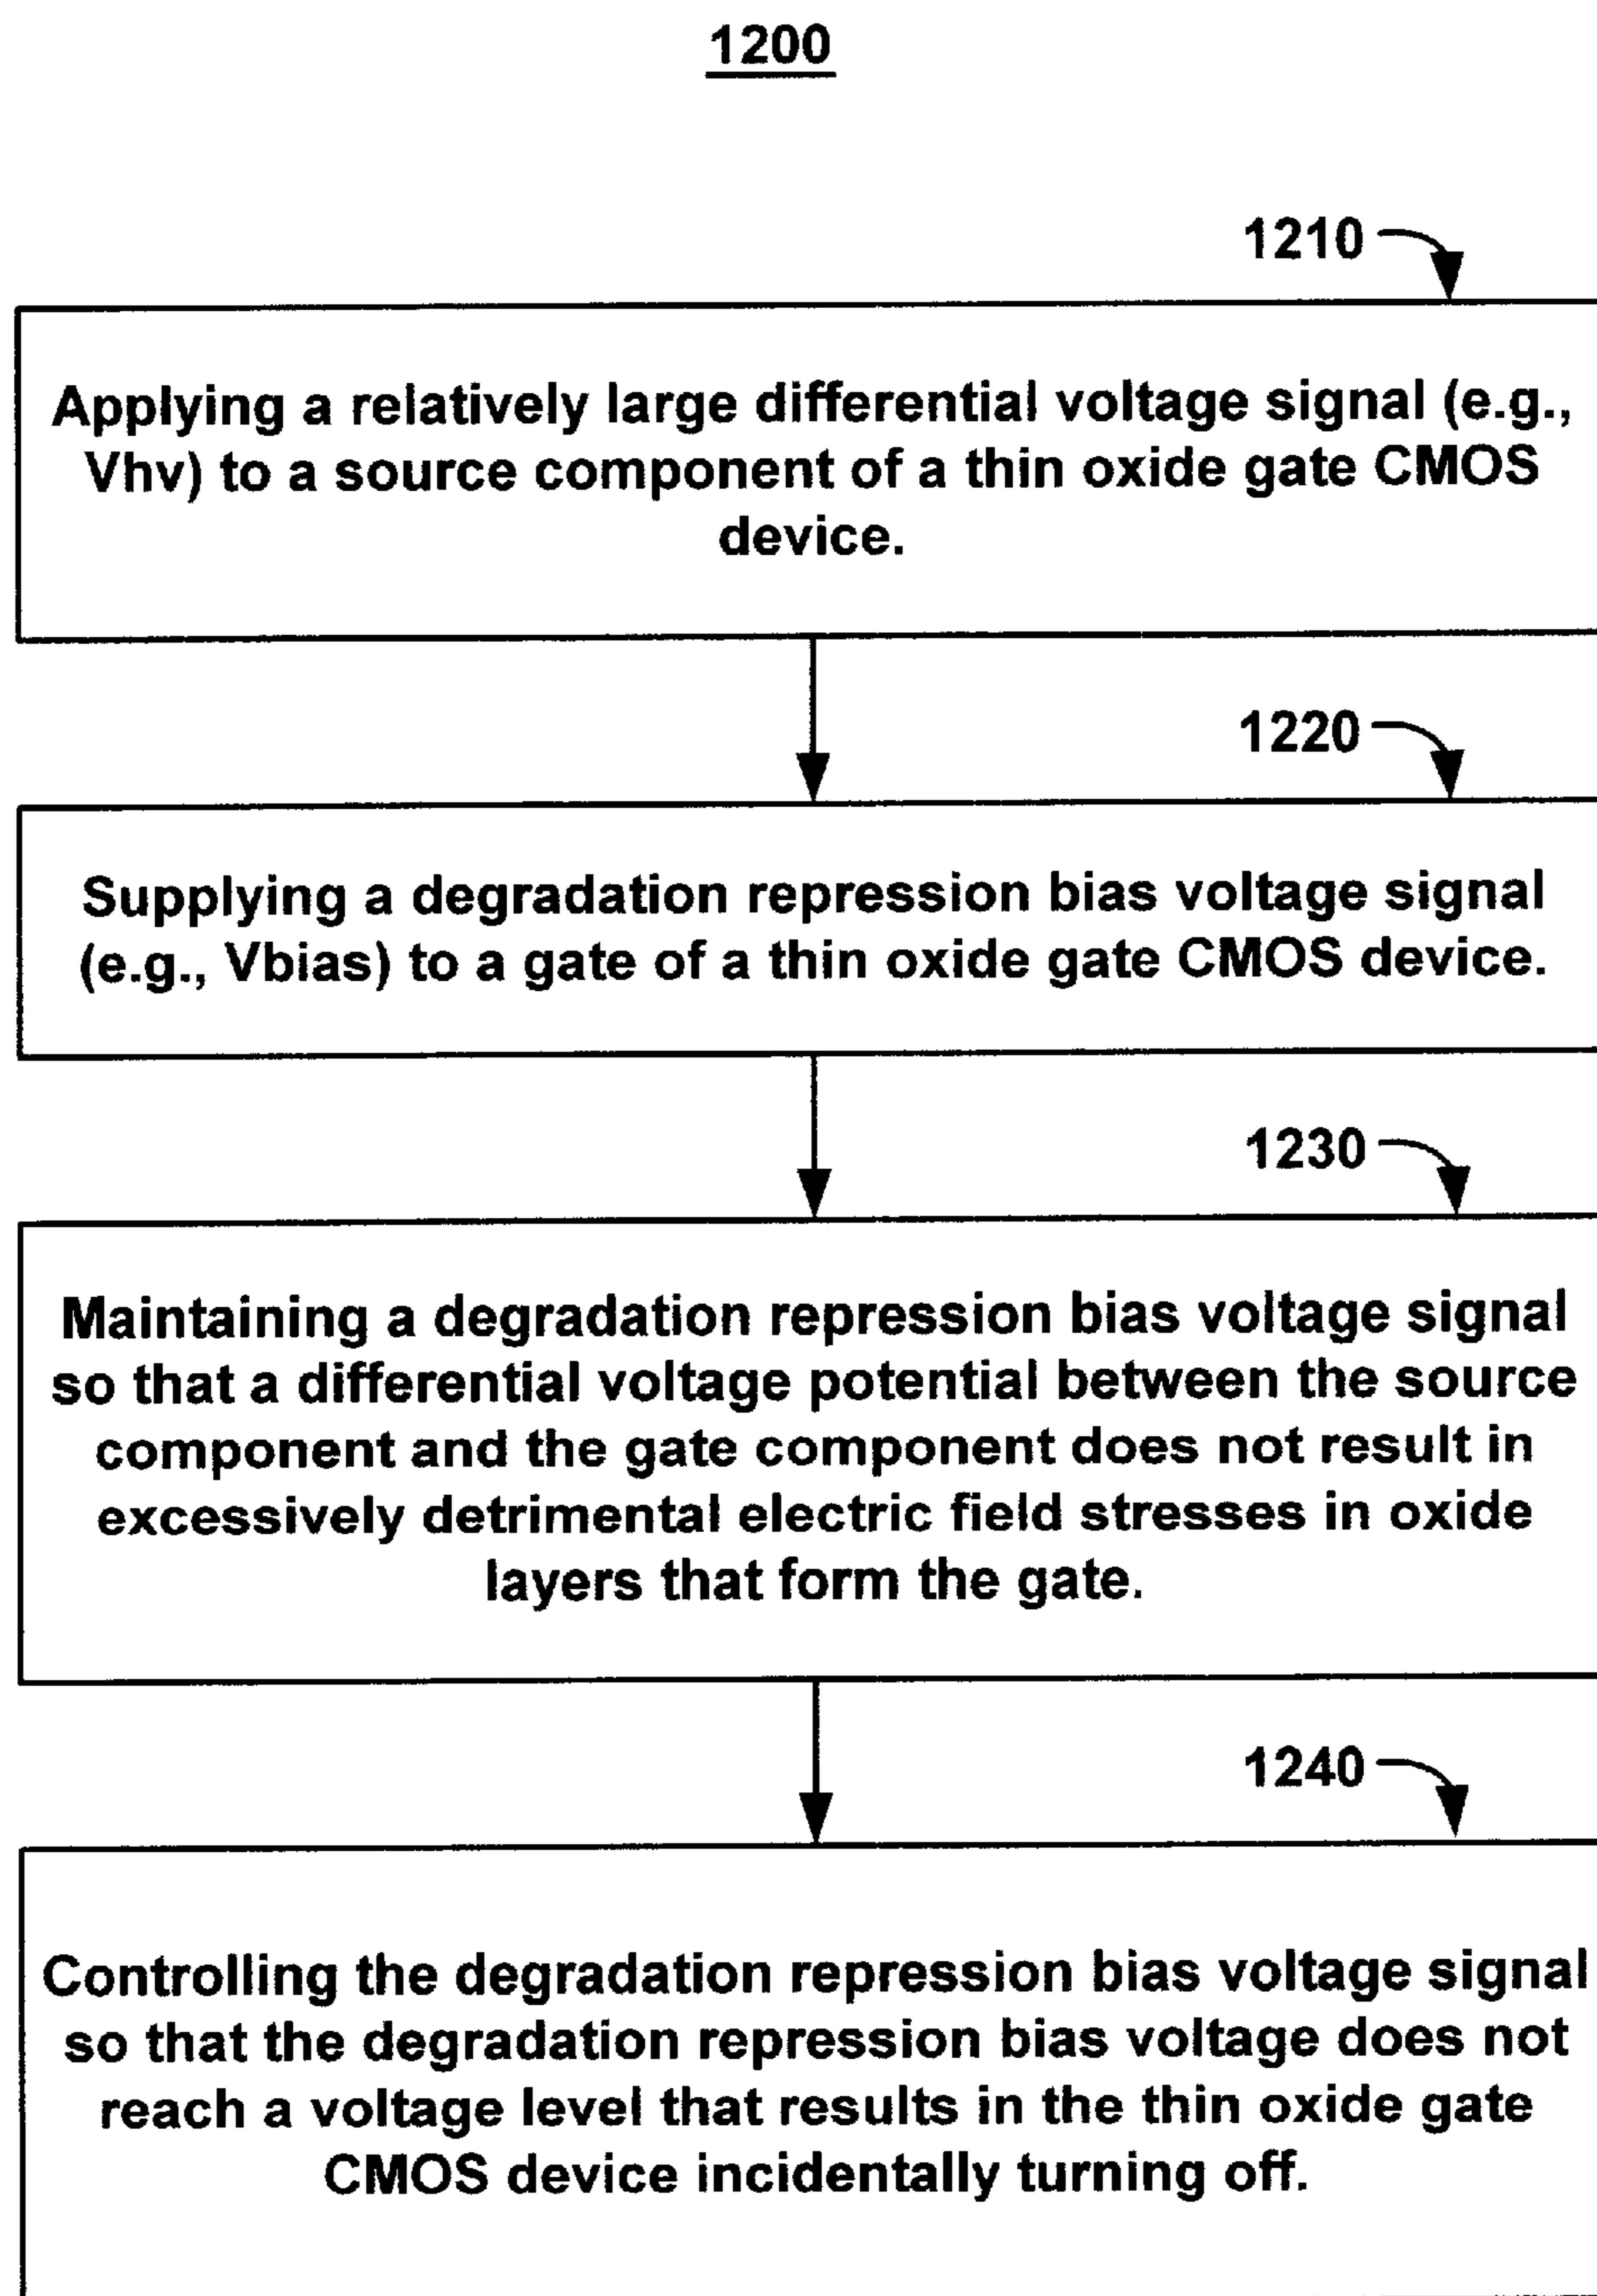 1200
1210
Applying a relatively large differential voltage signal (e.g.,
Vhv) to a source component of a thin oxide gate CMOS
device.
1220
Supplying a degradation repression bias voltage signal
(e.g., Vbias) to a gate of a thin oxide gate CMOS device.
1230
Maintaining a degradation repression bias voltage signal
so that a differential voltage potential between the source
component and the gate component does not result in
excessively detrimental electric field stresses in oxide
layers that form the gate.
1240
Controlling the degradation repression bias voltage signal
so that the degradation repression bias voltage does not
reach a voltage level that results in the thin oxide gate
CMOS device incidentally turning off.